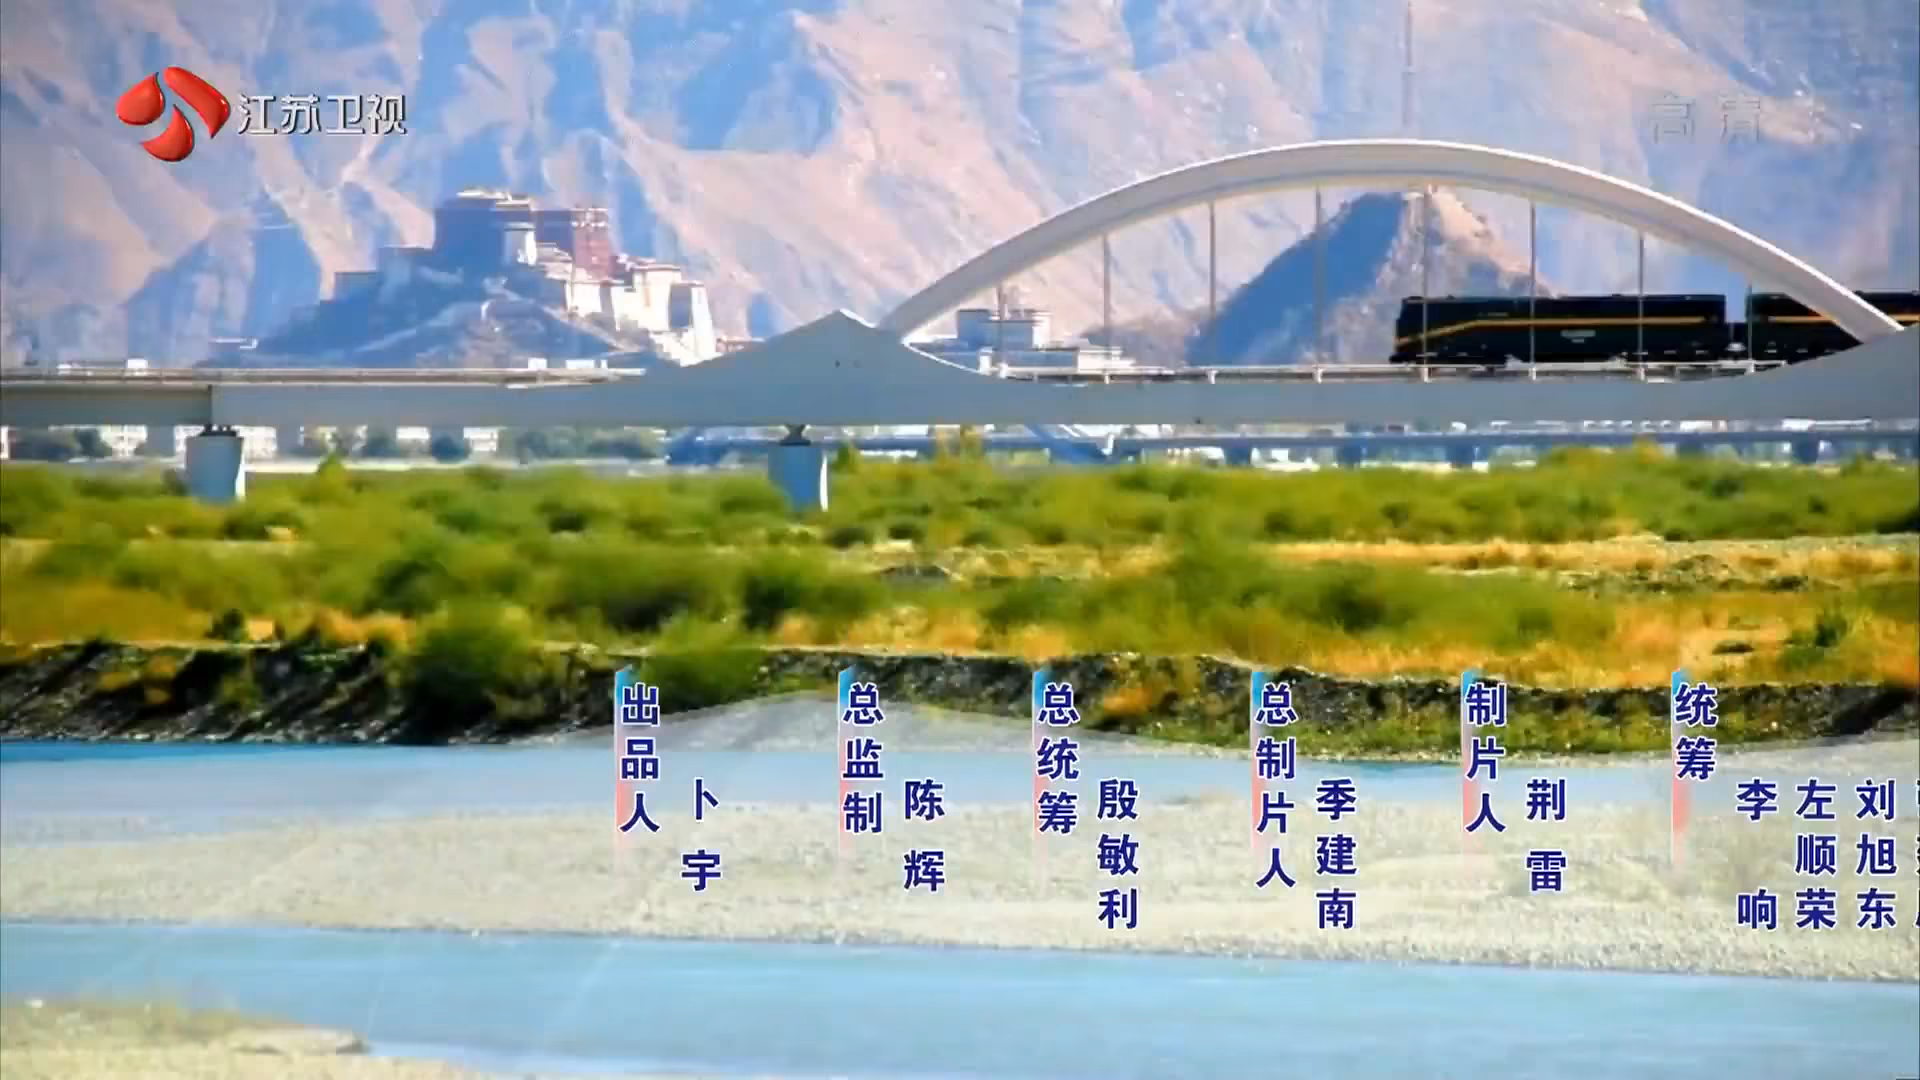 江苏卫视
高清
出品人
卜宇
总监制
陈辉
总统筹
殷敏利
总制片人
季建南
制片人
荆雷
统筹
李响
左顺荣
刘旭东